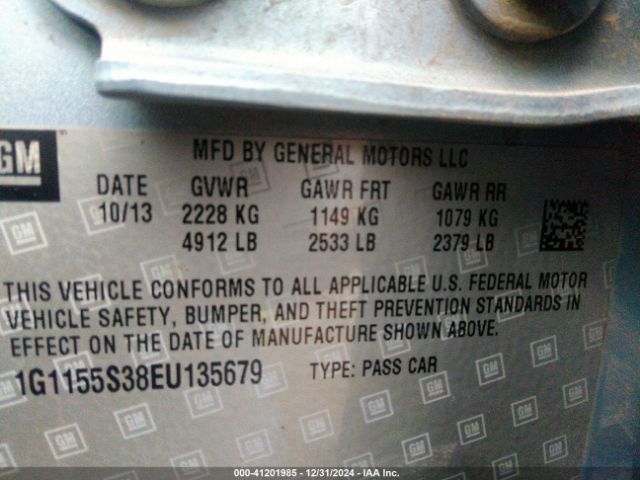 GM
MFD BY GENERAL MOTORS LLC
DATE GVWR GAWR FRT GAWR RR
10/13 2228 KG 1149 KG 1079 KG
4912 LB 2533 LB 2379 LB
THIS VEHICLE CONFORMS TO ALL APPLICABLE U.S. FEDERAL MOTOR
VEHICLE SAFETY, BUMPER, AND THEFT PREVENTION STANDARDS IN
EFFECT ON THE DATE OF MANUFACTURE SHOWN ABOVE.
1G1155S38EU135679 TYPE: PASS CAR
000-41201985 - 12/31/2024 - IAA Inc.